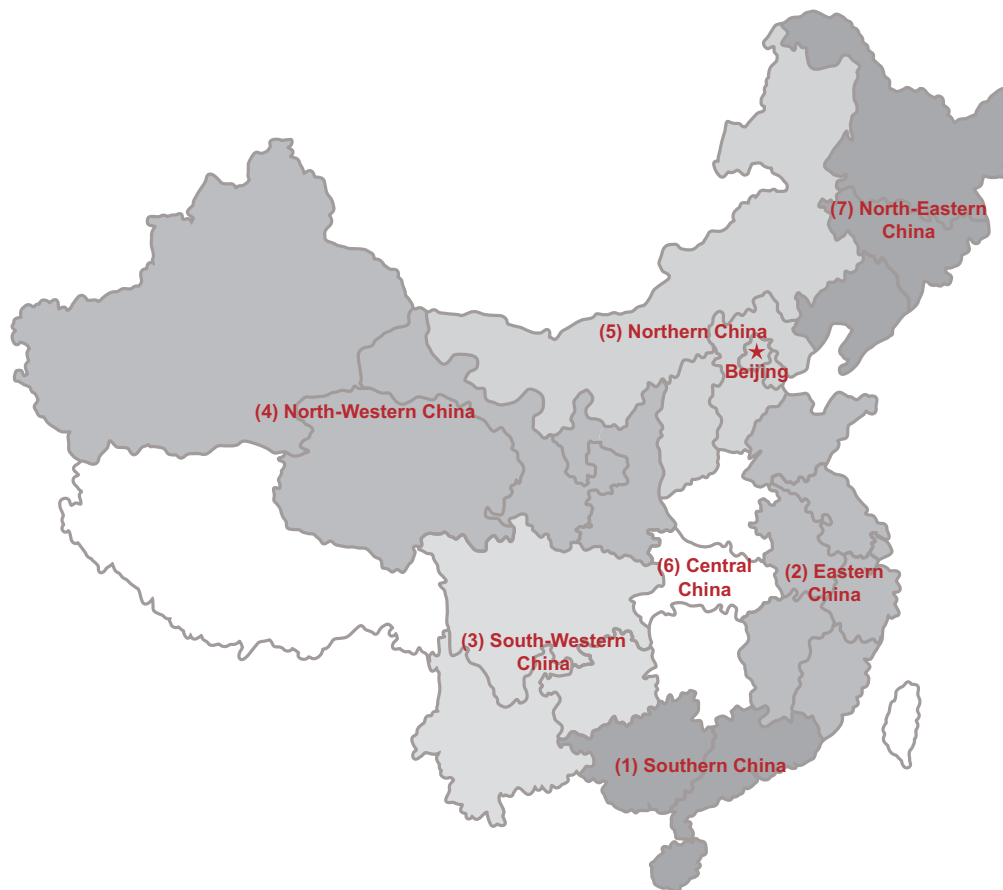 (7) North-Eastern
China
(5) Northern China
Beijing
(4) North-Western China
(6) Central
China
(2) Eastern
China
(3) South-Western
China
(1) Southern China